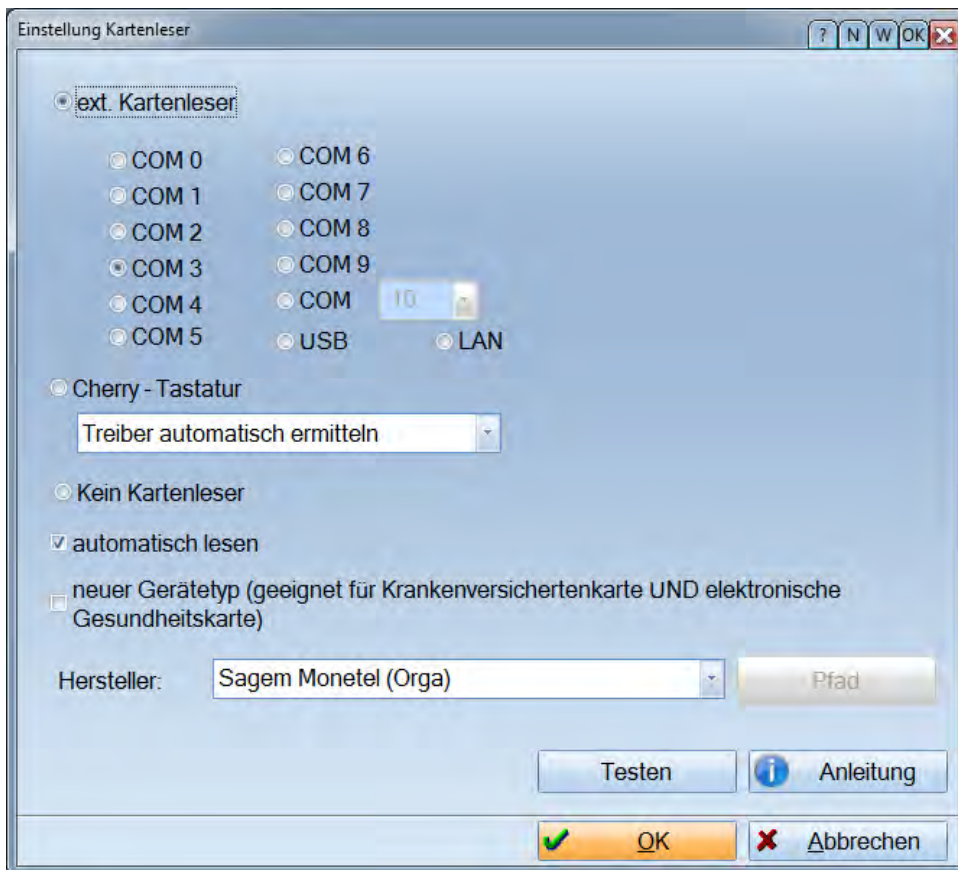 Einstellung Kartenleser
? N W OK
ext. Kartenleser
COM 0 COM 6
COM 1 COM 7
COM 2 COM 8
COM 3 COM 9
COM 4 COM 10
COM 5 USB LAN
Cherry - Tastatur
Treiber automatisch ermitteln
Kein Kartenleser
automatisch lesen
neuer Gerätetyp (geeignet für Krankenversichertenkarte UND elektronische
Gesundheitskarte)
Hersteller: Sagem Monetel (Orga) Pfad
Testen Anleitung
OK Abbrechen